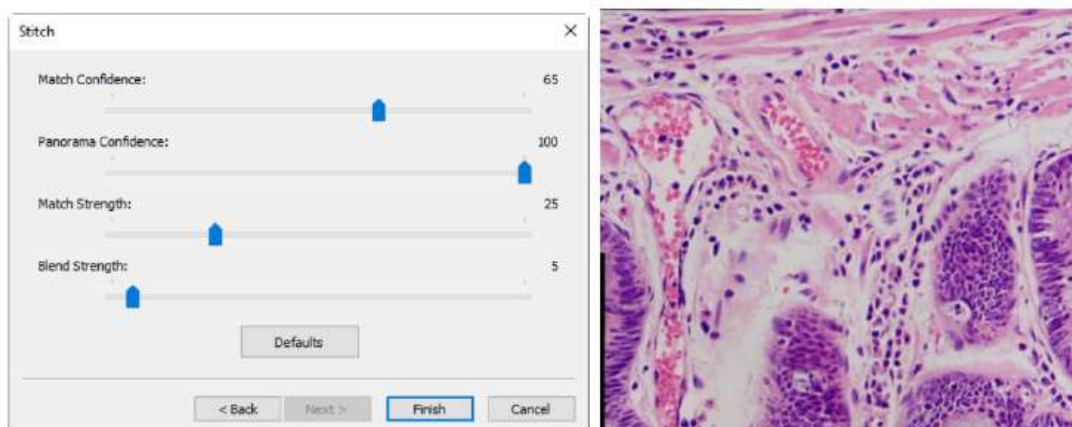 Stitch
Match Confidence: 65
Panorama Confidence: 100
Match Strength: 25
Blend Strength: 5
Defaults
< Back Next > Finish Cancel